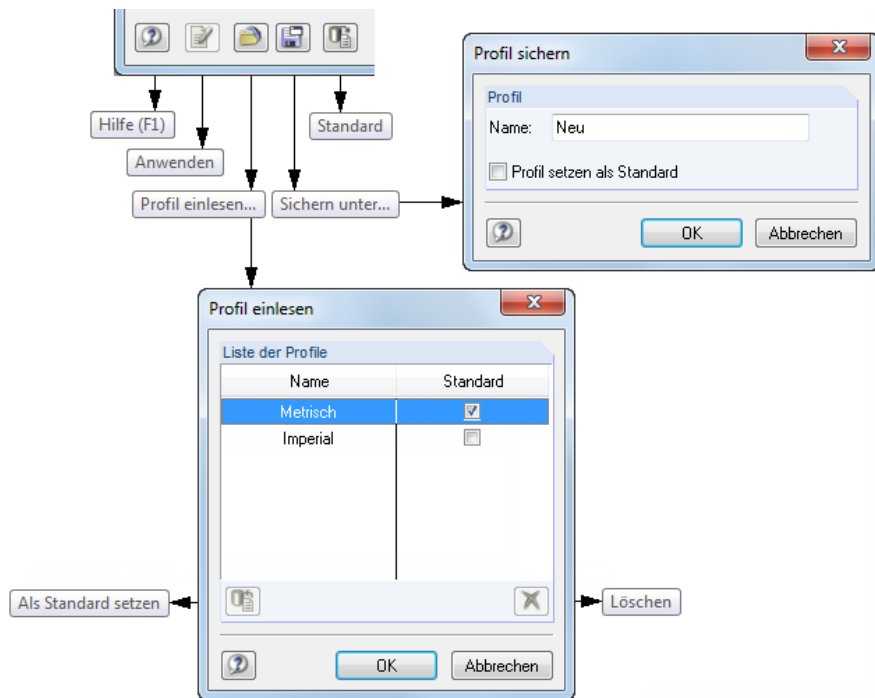 Profil sichern
Profil
Name: Neu
Profil setzen als Standard
OK Abbrechen
Hilfe (F1)
Standard
Anwenden
Profil einlesen... Sichern unter...
Profil einlesen
Liste der Profile
Name Standard
Metrisch
Imperial
Als Standard setzen
Löschen
OK Abbrechen